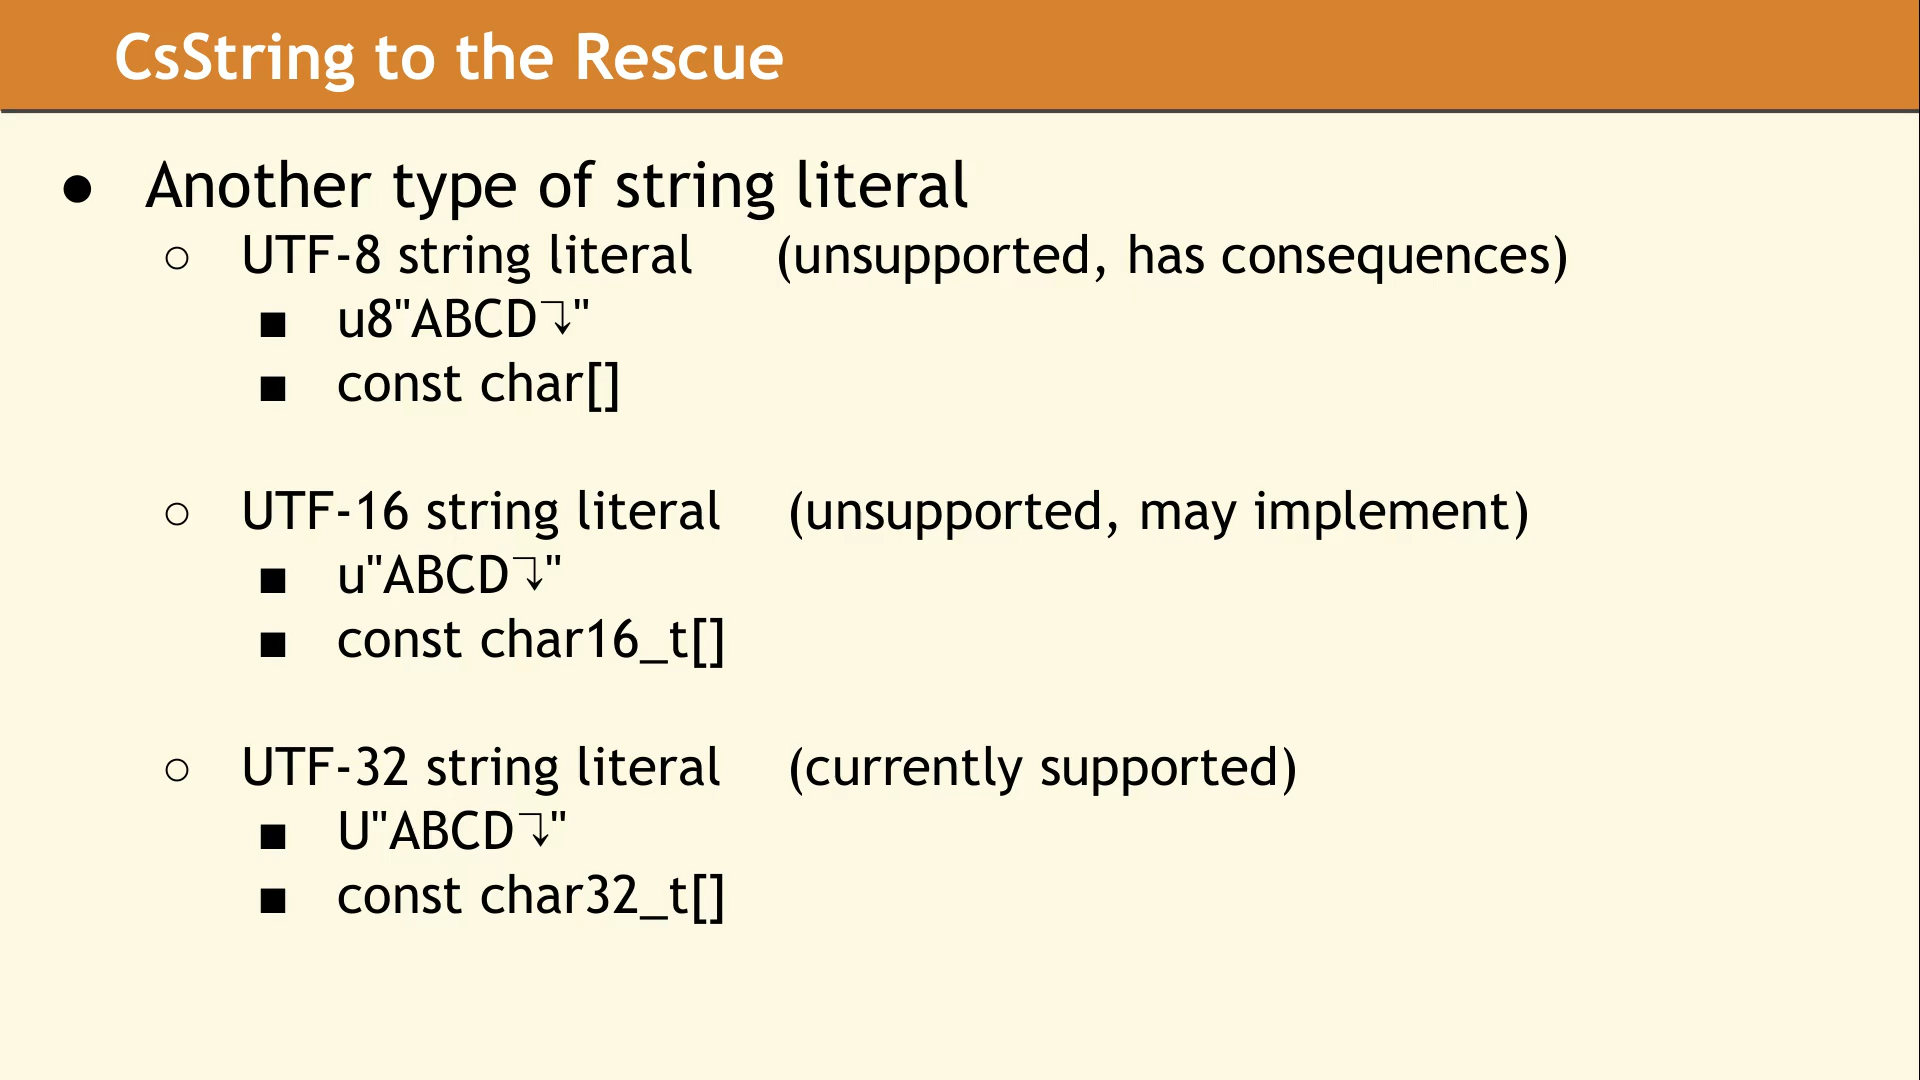 CsString to the Rescue
● Another type of string literal
○ UTF-8 string literal (unsupported, has consequences)
■ u8"ABCD⤵"
■ const char[]
○ UTF-16 string literal (unsupported, may implement)
■ u"ABCD⤵"
■ const char16_t[]
○ UTF-32 string literal (currently supported)
■ U"ABCD⤵"
■ const char32_t[]